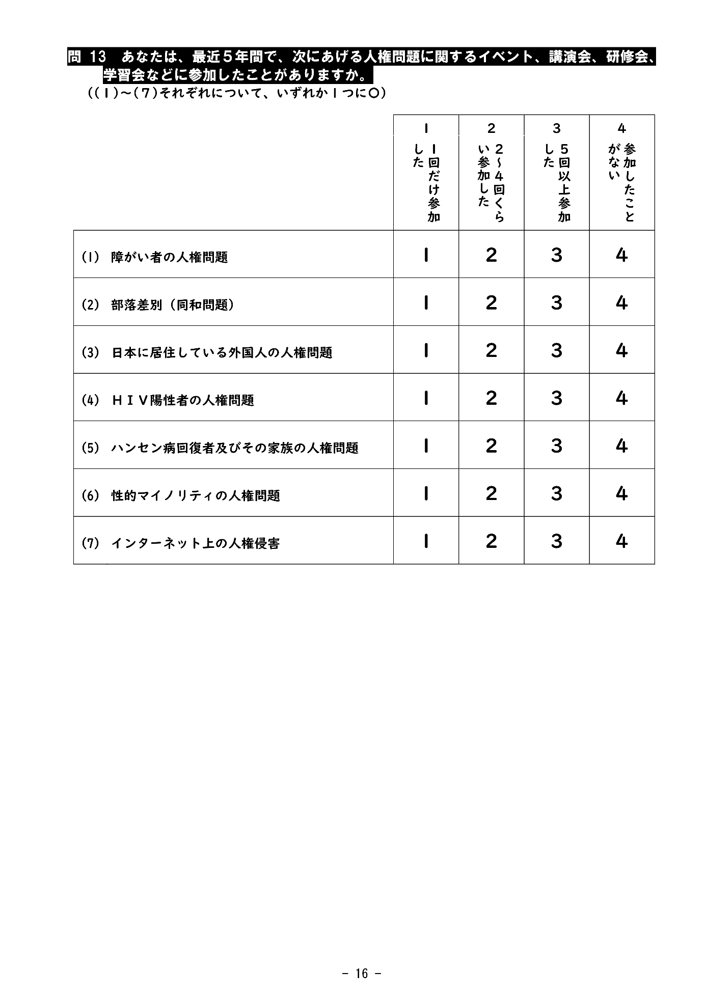 問 13　あなたは、最近５年間で、次にあげる人権問題に関するイベント、講演会、研修会、
学習会などに参加したことがありますか。
（(１)～(７)それぞれについて、いずれか１つに○）
１　２　３　４
１回だけ参加
した
２～４回くら
い参加した
５回以上参加
した
参加したこと
がない
(1)　障がい者の人権問題　１　２　３　４
(2)　部落差別（同和問題）　１　２　３　４
(3)　日本に居住している外国人の人権問題　１　２　３　４
(4)　ＨＩＶ陽性者の人権問題　１　２　３　４
(5)　ハンセン病回復者及びその家族の人権問題　１　２　３　４
(6)　性的マイノリティの人権問題　１　２　３　４
(7)　インターネット上の人権侵害　１　２　３　４
- 16 -